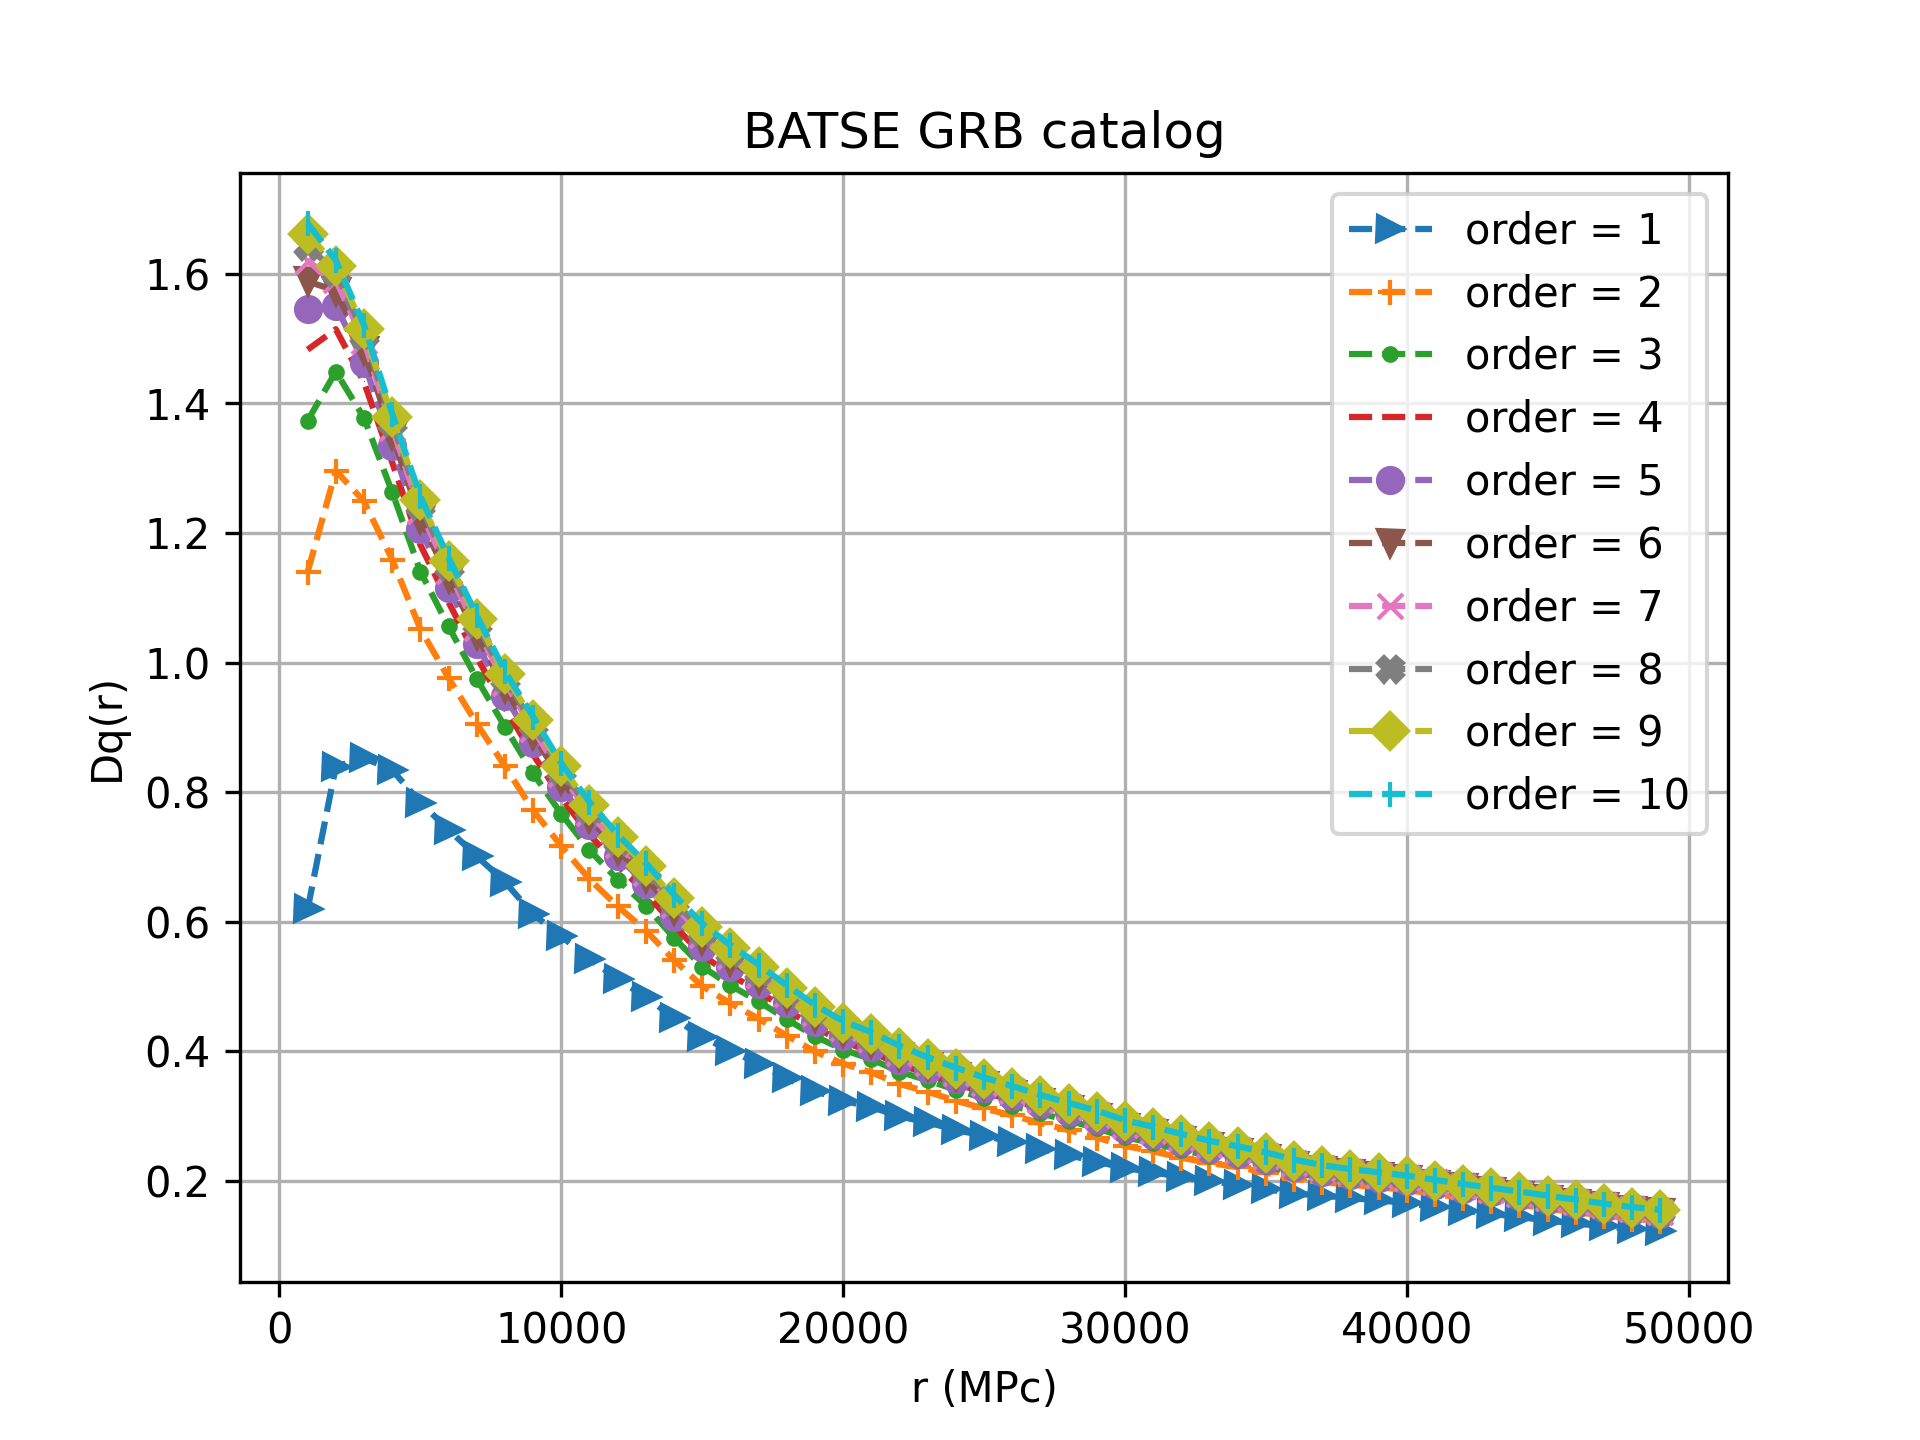 BATSE GRB catalog
order = 1
order = 2
order = 3
order = 4
order = 5
order = 6
order = 7
order = 8
order = 9
order = 10
Dq(r)
1.6
1.4
1.2
1.0
0.8
0.6
0.4
0.2
0 10000 20000 30000 40000 50000
r (MPc)